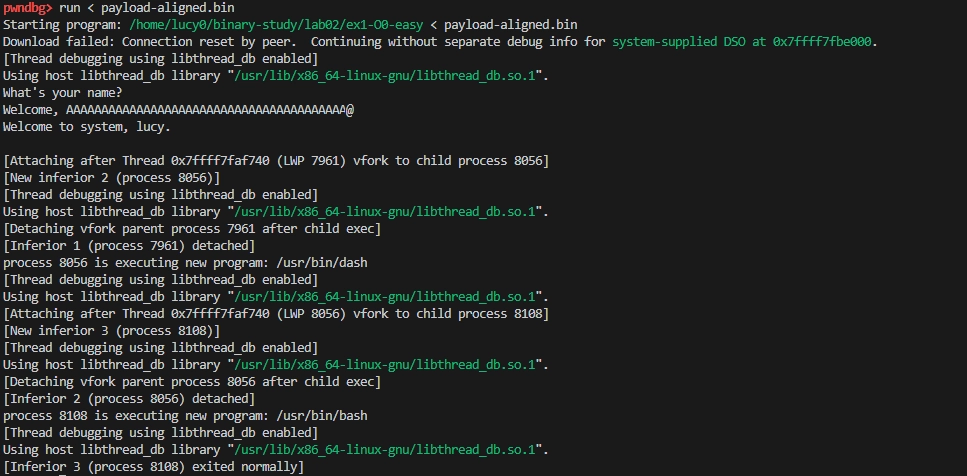 pwndbg> run < payload-aligned.bin
Starting program: /home/lucy0/binary-study/lab02/ex1-O0-easy < payload-aligned.bin
Download failed: Connection reset by peer.  Continuing without separate debug info for system-supplied DSO at 0x7ffff7fbe000.
[Thread debugging using libthread_db enabled]
Using host libthread_db library "/usr/lib/x86_64-linux-gnu/libthread_db.so.1".
What's your name?
Welcome, AAAAAAAAAAAAAAAAAAAAAAAAAAAAAAAAAAAAAAAA@
Welcome to system, lucy.

[Attaching after Thread 0x7ffff7faf740 (LWP 7961) vfork to child process 8056]
[New inferior 2 (process 8056)]
[Thread debugging using libthread_db enabled]
Using host libthread_db library "/usr/lib/x86_64-linux-gnu/libthread_db.so.1".
[Detaching vfork parent process 7961 after child exec]
[Inferior 1 (process 7961) detached]
process 8056 is executing new program: /usr/bin/dash
[Thread debugging using libthread_db enabled]
Using host libthread_db library "/usr/lib/x86_64-linux-gnu/libthread_db.so.1".
[Attaching after Thread 0x7ffff7faf740 (LWP 8056) vfork to child process 8108]
[New inferior 3 (process 8108)]
[Thread debugging using libthread_db enabled]
Using host libthread_db library "/usr/lib/x86_64-linux-gnu/libthread_db.so.1".
[Detaching vfork parent process 8056 after child exec]
[Inferior 2 (process 8056) detached]
process 8108 is executing new program: /usr/bin/bash
[Thread debugging using libthread_db enabled]
Using host libthread_db library "/usr/lib/x86_64-linux-gnu/libthread_db.so.1".
[Inferior 3 (process 8108) exited normally]